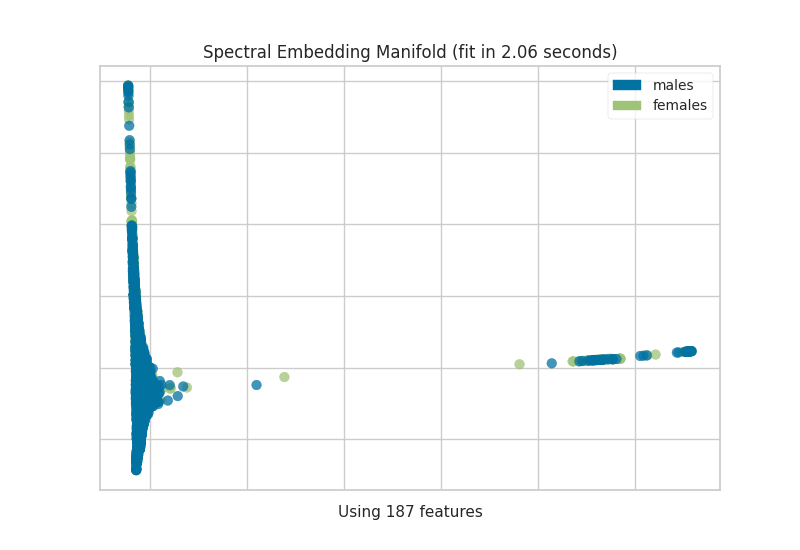 Spectral Embedding Manifold (fit in 2.06 seconds)
males
females
Using 187 features